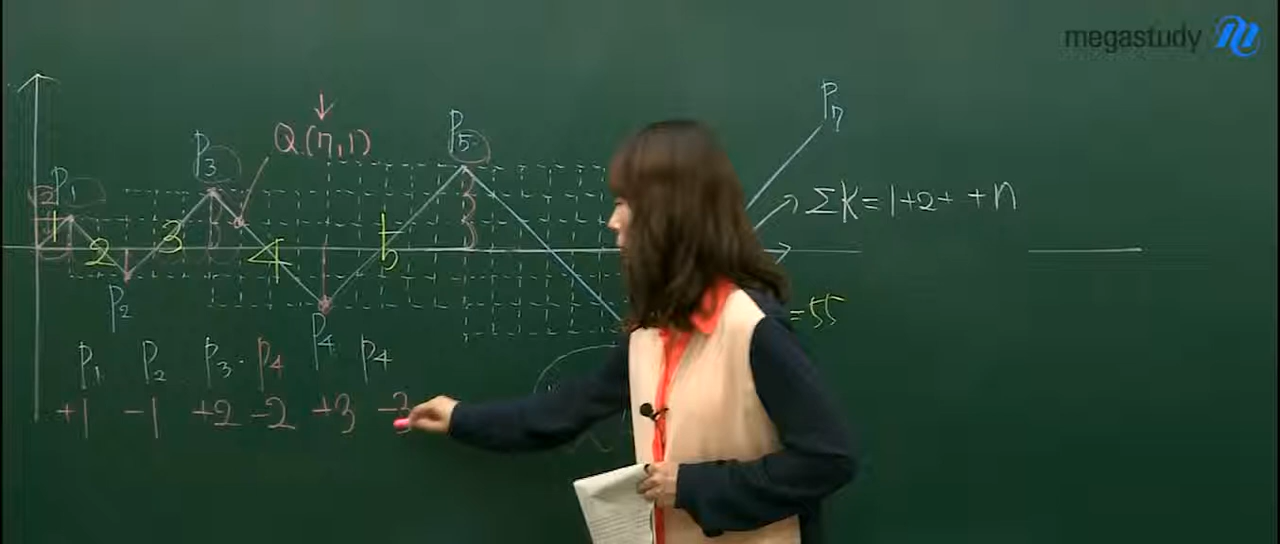 megastudy
P7
Q(7,1)
P5
P3
P1
2
ΣK=1+2+ +n
1 2 3 4 5
P2
P4
=55
P1 P2 P3 P4 P4
+1 -1 +2 -2 +3 -3